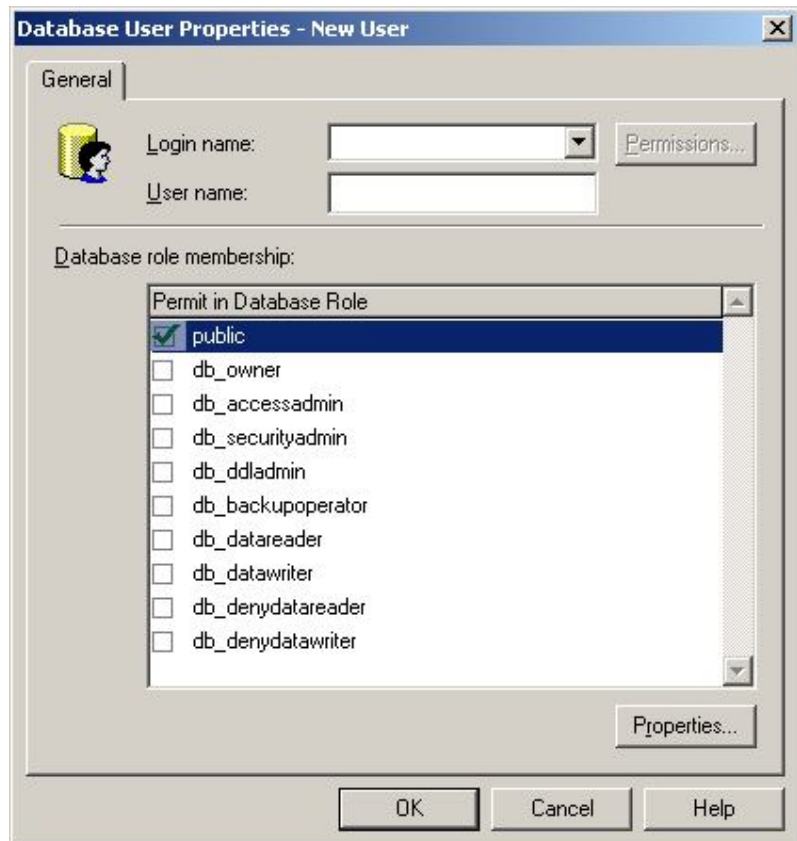 Database User Properties - New User
General
Login name:
Permissions...
User name:
Database role membership:
Permit in Database Role
public
db_owner
db_accessadmin
db_securityadmin
db_ddladmin
db_backupoperator
db_datareader
db_datawriter
db_denydatareader
db_denydatawriter
Properties...
OK Cancel Help